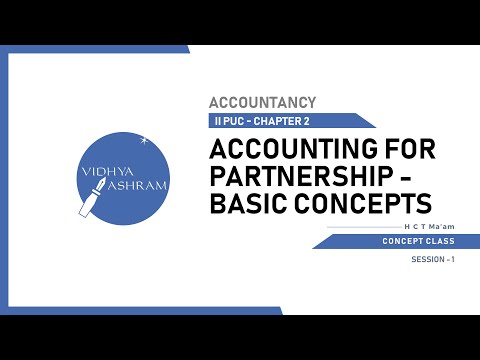 VIDHYA
ASHRAM
ACCOUNTANCY
II PUC - CHAPTER 2
ACCOUNTING FOR
PARTNERSHIP -
BASIC CONCEPTS
H C T Ma'am
CONCEPT CLASS
SESSION - 1